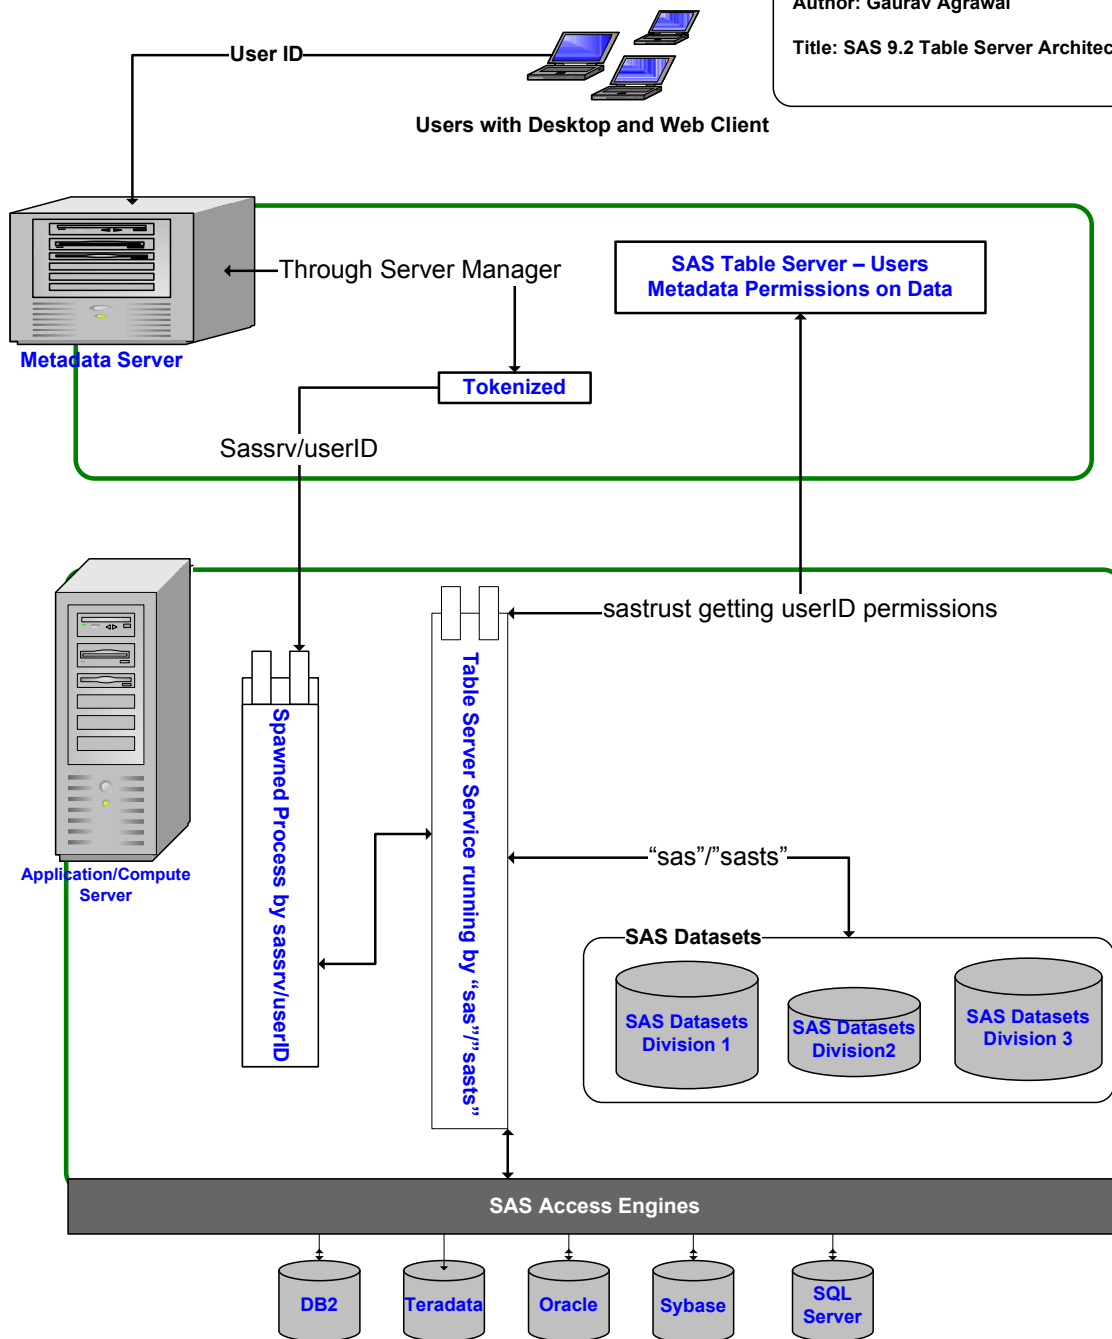 Author: Gaurav Agrawal
Title: SAS 9.2 Table Server Architec
User ID
Users with Desktop and Web Client
Through Server Manager
SAS Table Server – Users
Metadata Permissions on Data
Metadata Server
Tokenized
Sassrv/userID
sastrust getting userID permissions
Spawned Process by sassrv/userID
Table Server Service running by “sas”/”sasts”
Application/Compute
Server
“sas”/”sasts”
SAS Datasets
SAS Datasets
Division 1
SAS Datasets
Division2
SAS Datasets
Division 3
SAS Access Engines
DB2
Teradata
Oracle
Sybase
SQL
Server